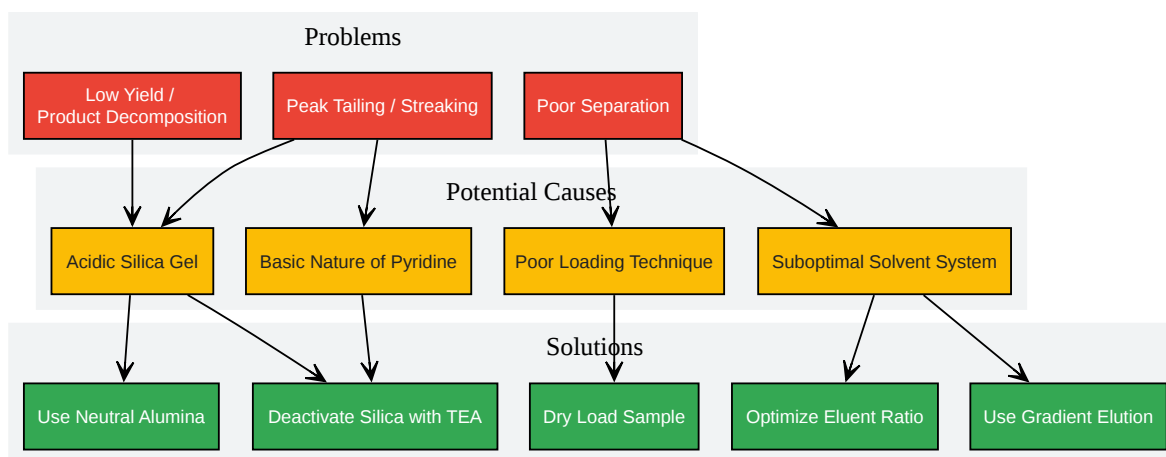 Problems
Low Yield /
Product Decomposition
Peak Tailing / Streaking
Poor Separation
Potential Causes
Acidic Silica Gel
Basic Nature of Pyridine
Poor Loading Technique
Suboptimal Solvent System
Solutions
Use Neutral Alumina
Deactivate Silica with TEA
Dry Load Sample
Optimize Eluent Ratio
Use Gradient Elution